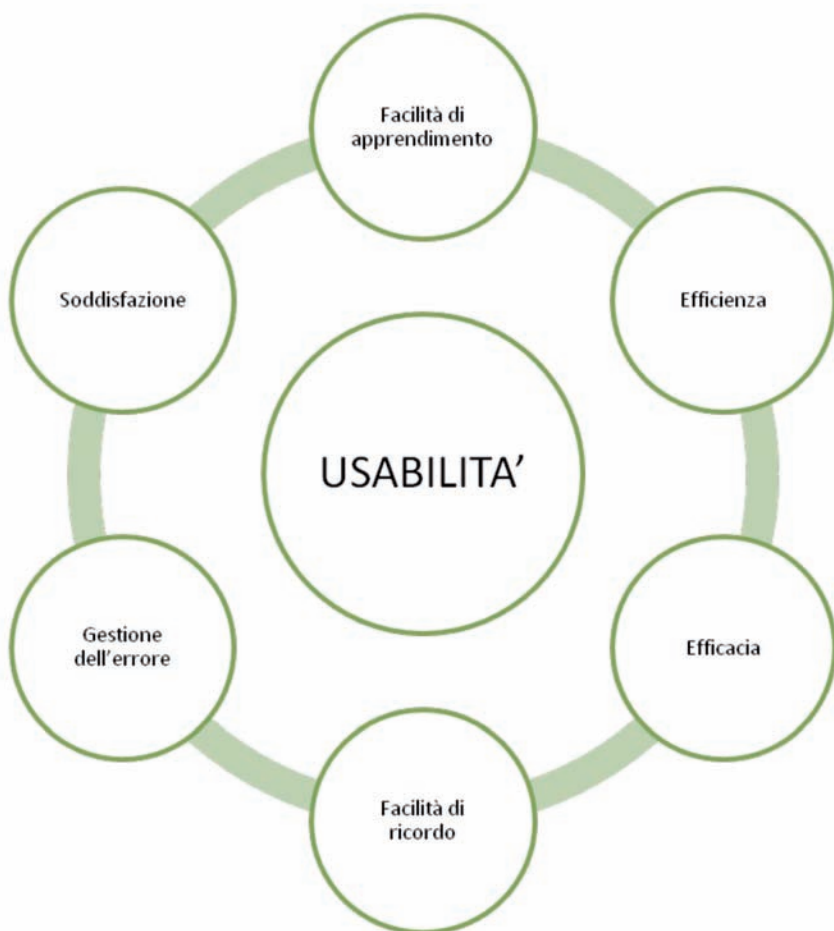 Facilità di
apprendimento
Efficienza
Efficacia
Facilità di
ricordo
Gestione
dell'errore
Soddisfazione
USABILITA'